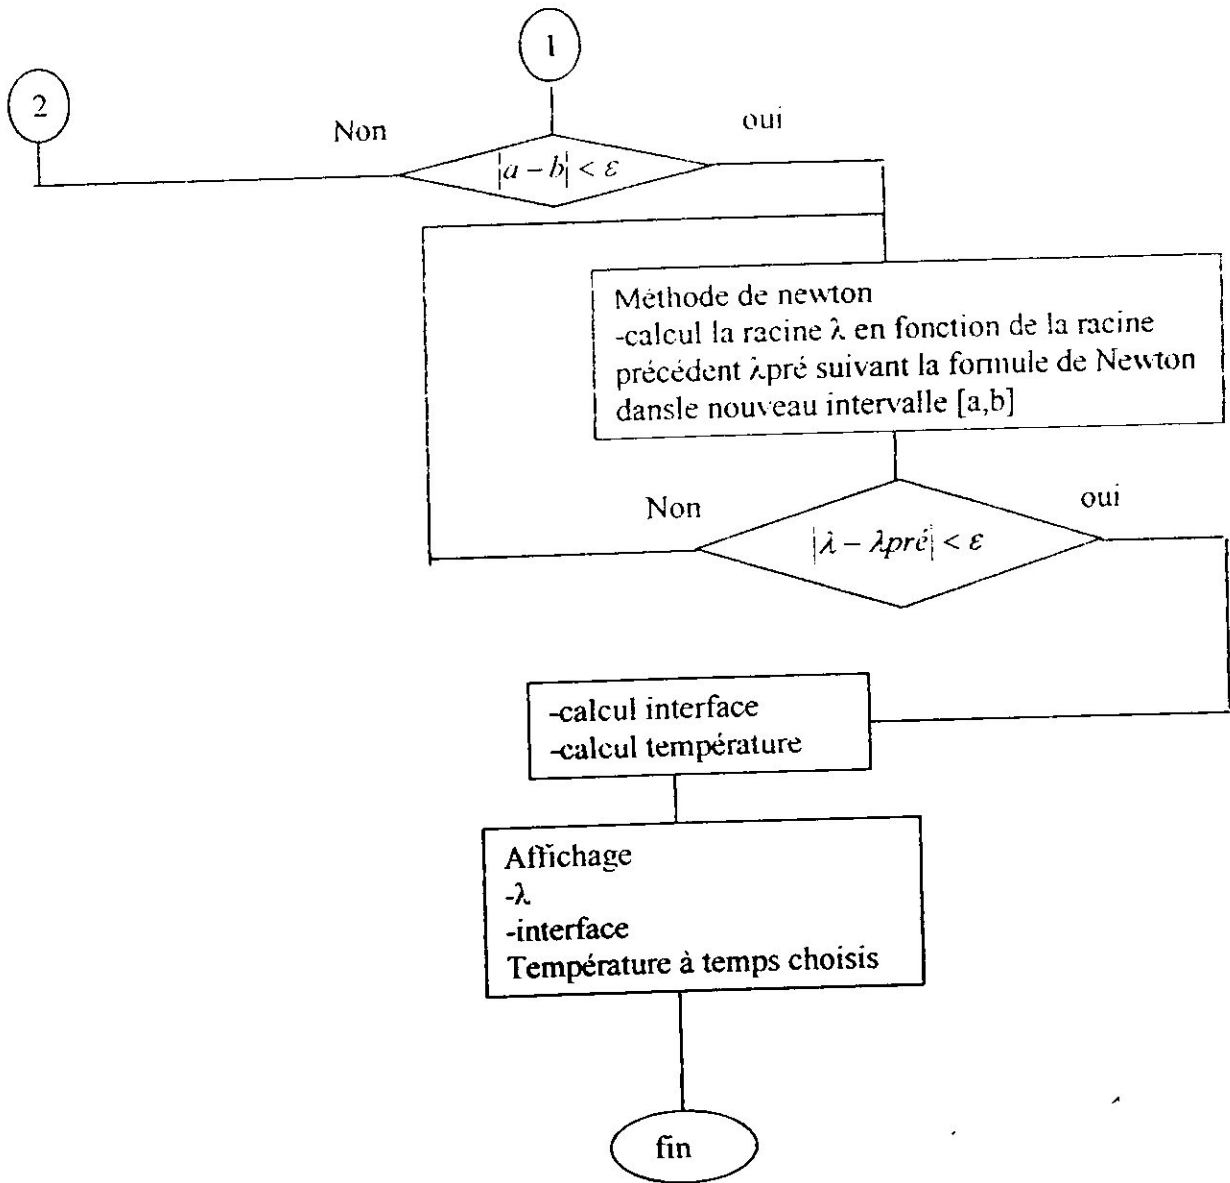 1
2
Non
oui
|a – b| < ε
Méthode de newton
-calcul la racine λ en fonction de la racine
précédent λpré suivant la formule de Newton
dansle nouveau intervalle [a,b]
Non
oui
|λ – λpré| < ε
-calcul interface
-calcul température
Affichage
-λ
-interface
Température à temps choisis
fin